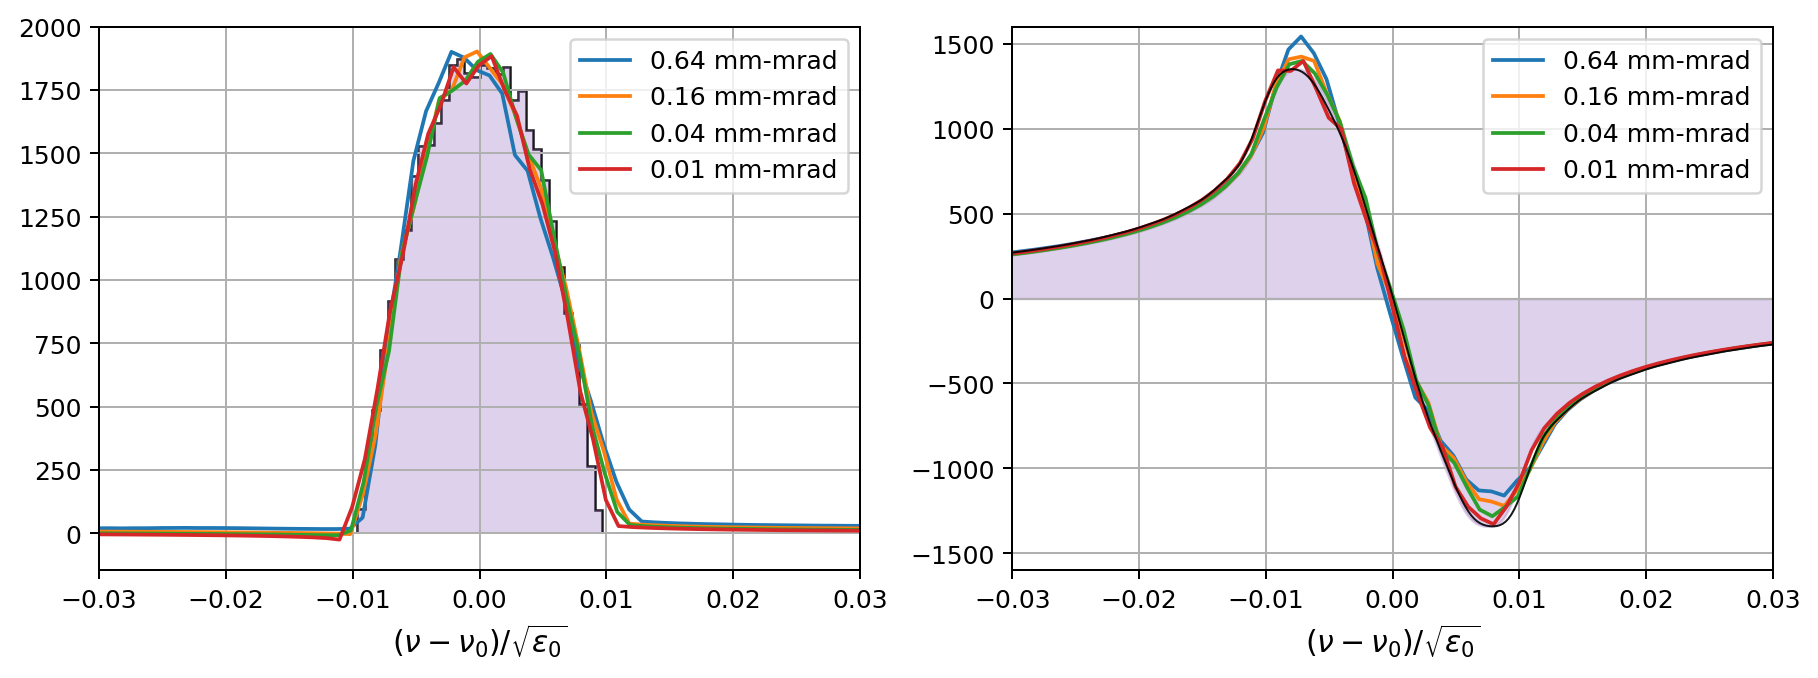 2000
1750
1500
1250
1000
750
500
250
0
−0.03 −0.02 −0.01 0.00 0.01 0.02 0.03
(ν − ν₀)/√ε₀
0.64 mm-mrad
0.16 mm-mrad
0.04 mm-mrad
0.01 mm-mrad
1500
1000
500
0
−500
−1000
−1500
−0.03 −0.02 −0.01 0.00 0.01 0.02 0.03
(ν − ν₀)/√ε₀
0.64 mm-mrad
0.16 mm-mrad
0.04 mm-mrad
0.01 mm-mrad